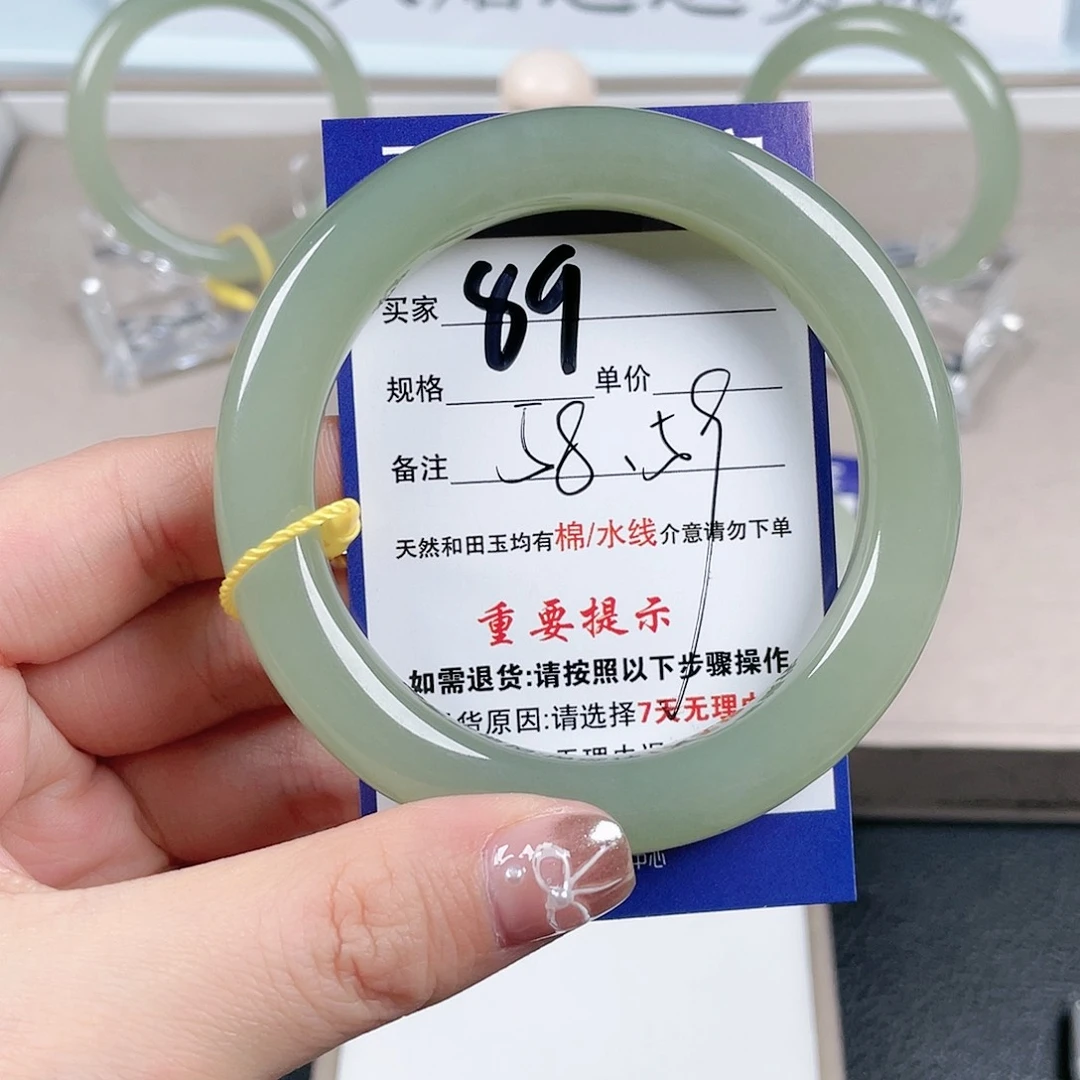 买家 89
规格 单价
备注 58.59
天然和田玉均有棉/水线介意请勿下单
重要提示
如需退货:请按照以下步骤操作
货原因:请选择7天无理由
中心